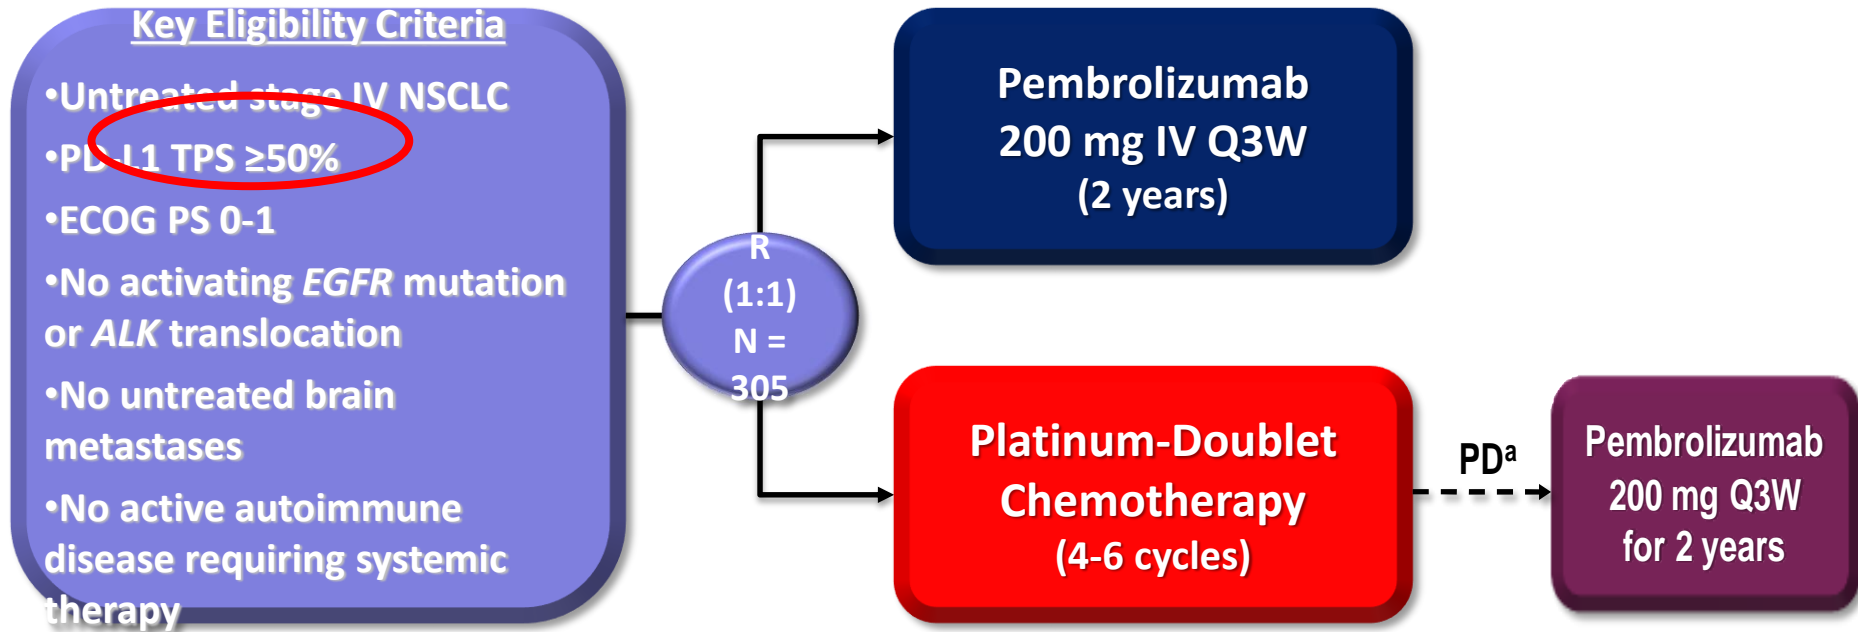 Key Eligibility Criteria
•Untreated stage IV NSCLC
•PD-L1 TPS ≥50%
•ECOG PS 0-1
•No activating EGFR mutation
or ALK translocation
•No untreated brain
metastases
•No active autoimmune
disease requiring systemic
therapy
R
(1:1)
N =
305
Pembrolizumab
200 mg IV Q3W
(2 years)
Platinum-Doublet
Chemotherapy
(4-6 cycles)
PDᵃ
Pembrolizumab
200 mg Q3W
for 2 years